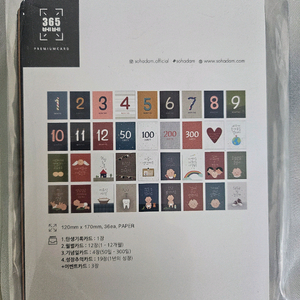 365
PREMIUMCARD
@ sohadam.official
sohadam
www.sohadam.com
1 2 3 4 5 6 7 8 9
10 11 12 50 100 200 300
120mm x 170mm, 36ea, PAPER
1.탄생기록카드 : 1장
2.월별카드 : 12장(1 - 12개월)
3.기념일카드 : 4장(50일 - 300일)
4.성장추억카드 : 19장(1년의 성장)
+이벤트카드 : 3장